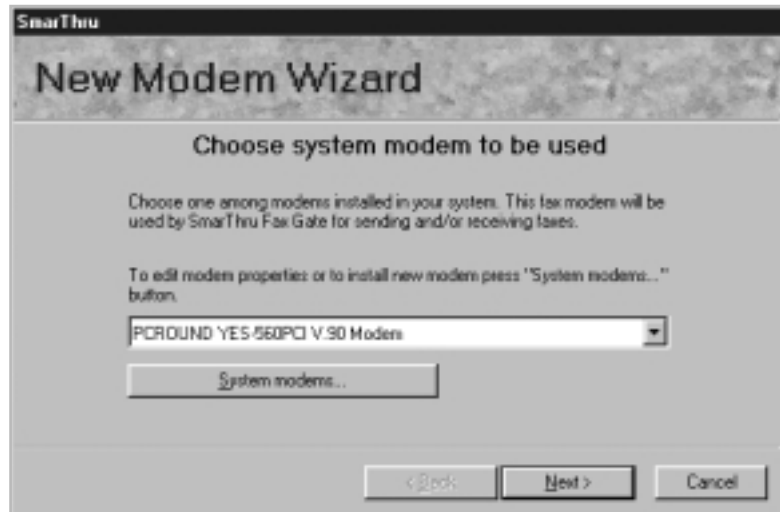 SmarThru
New Modem Wizard
Choose system modem to be used
Choose one among modems installed in your system. This fax modem will be
used by SmarThru Fax Gate for sending and/or receiving faxes.
To edit modem properties or to install new modem press "System modems..."
button.
PCROUND YES-560PCI V.90 Modem
System modems...
< Back
Next >
Cancel